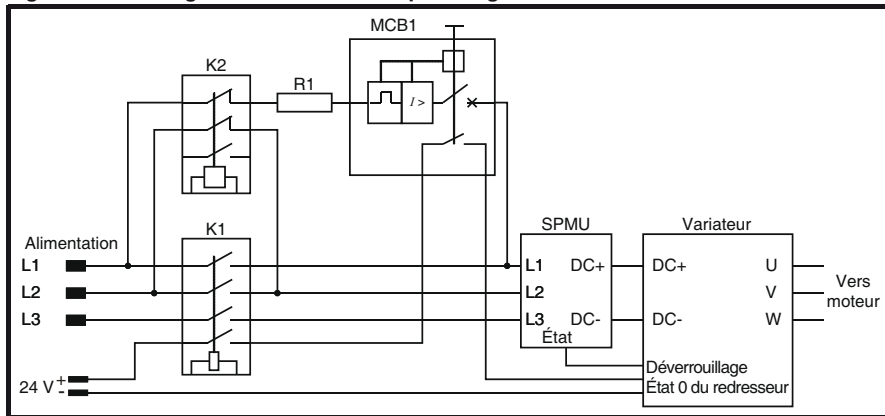 MCB1
K2
R1
I >
SPMU
Variateur
Alimentation
K1
L1
L1
DC+
DC+
U
L2
L2
V
Vers
moteur
L3
L3
DC-
DC-
W
État
Déverrouillage
24 V
+
-
État 0 du redresseur